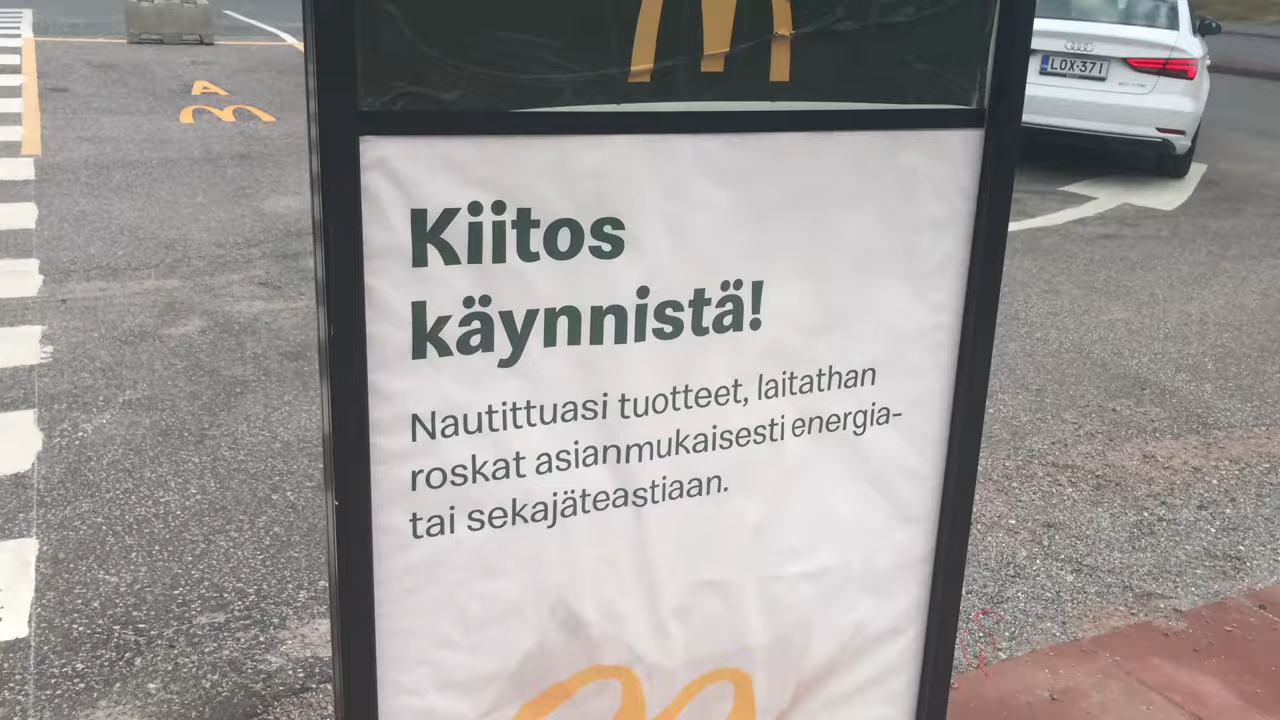 Kiitos
käynnistä!
Nautittuasi tuotteet, laitathan
roskat asianmukaisesti energia-
tai sekajäteastiaan.
LOX-371
A